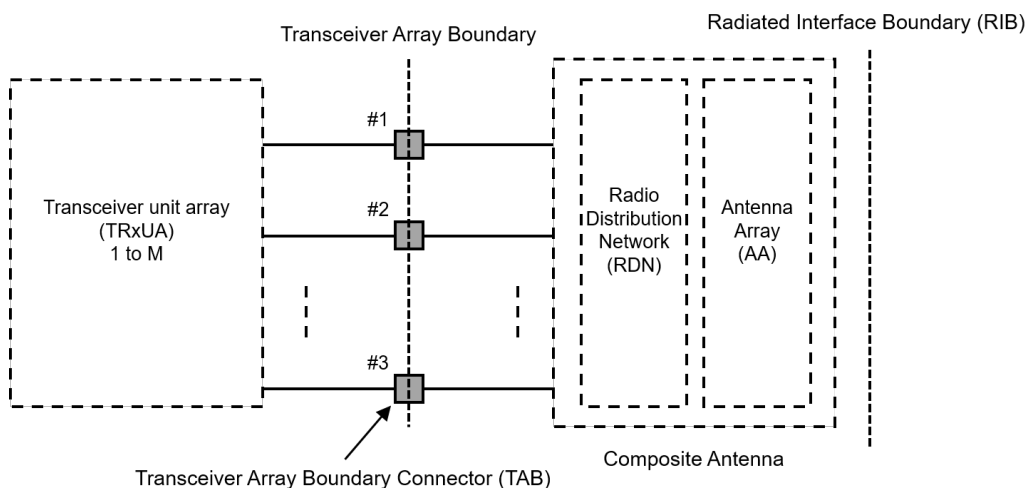 Radiated Interface Boundary (RIB)
Transceiver Array Boundary
#1
Transceiver unit array
(TRxUA)
1 to M
#2
Radio
Distribution
Network
(RDN)
Antenna
Array
(AA)
#3
Composite Antenna
Transceiver Array Boundary Connector (TAB)